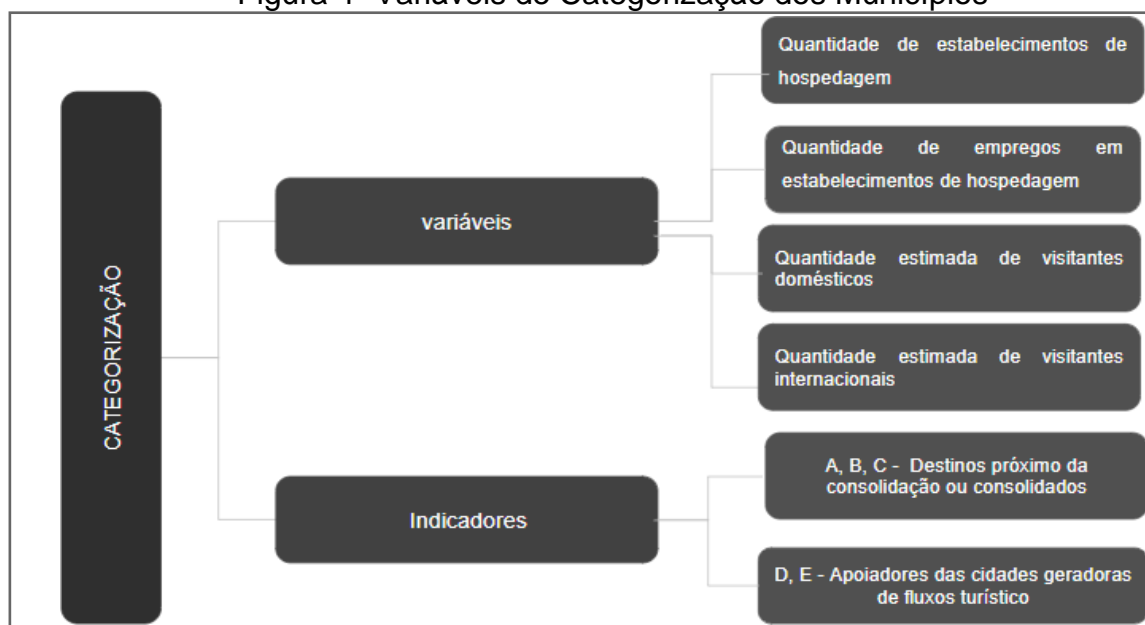 Figura 4- Variáveis de Categorização dos Municípios
CATEGORIZAÇÃO
variáveis
Quantidade de estabelecimentos de
hospedagem
Quantidade de empregos em
estabelecimentos de hospedagem
Quantidade estimada de visitantes
domésticos
Quantidade estimada de visitantes
internacionais
Indicadores
A, B, C - Destinos próximo da
consolidação ou consolidados
D, E - Apoiadores das cidades geradoras
de fluxos turístico